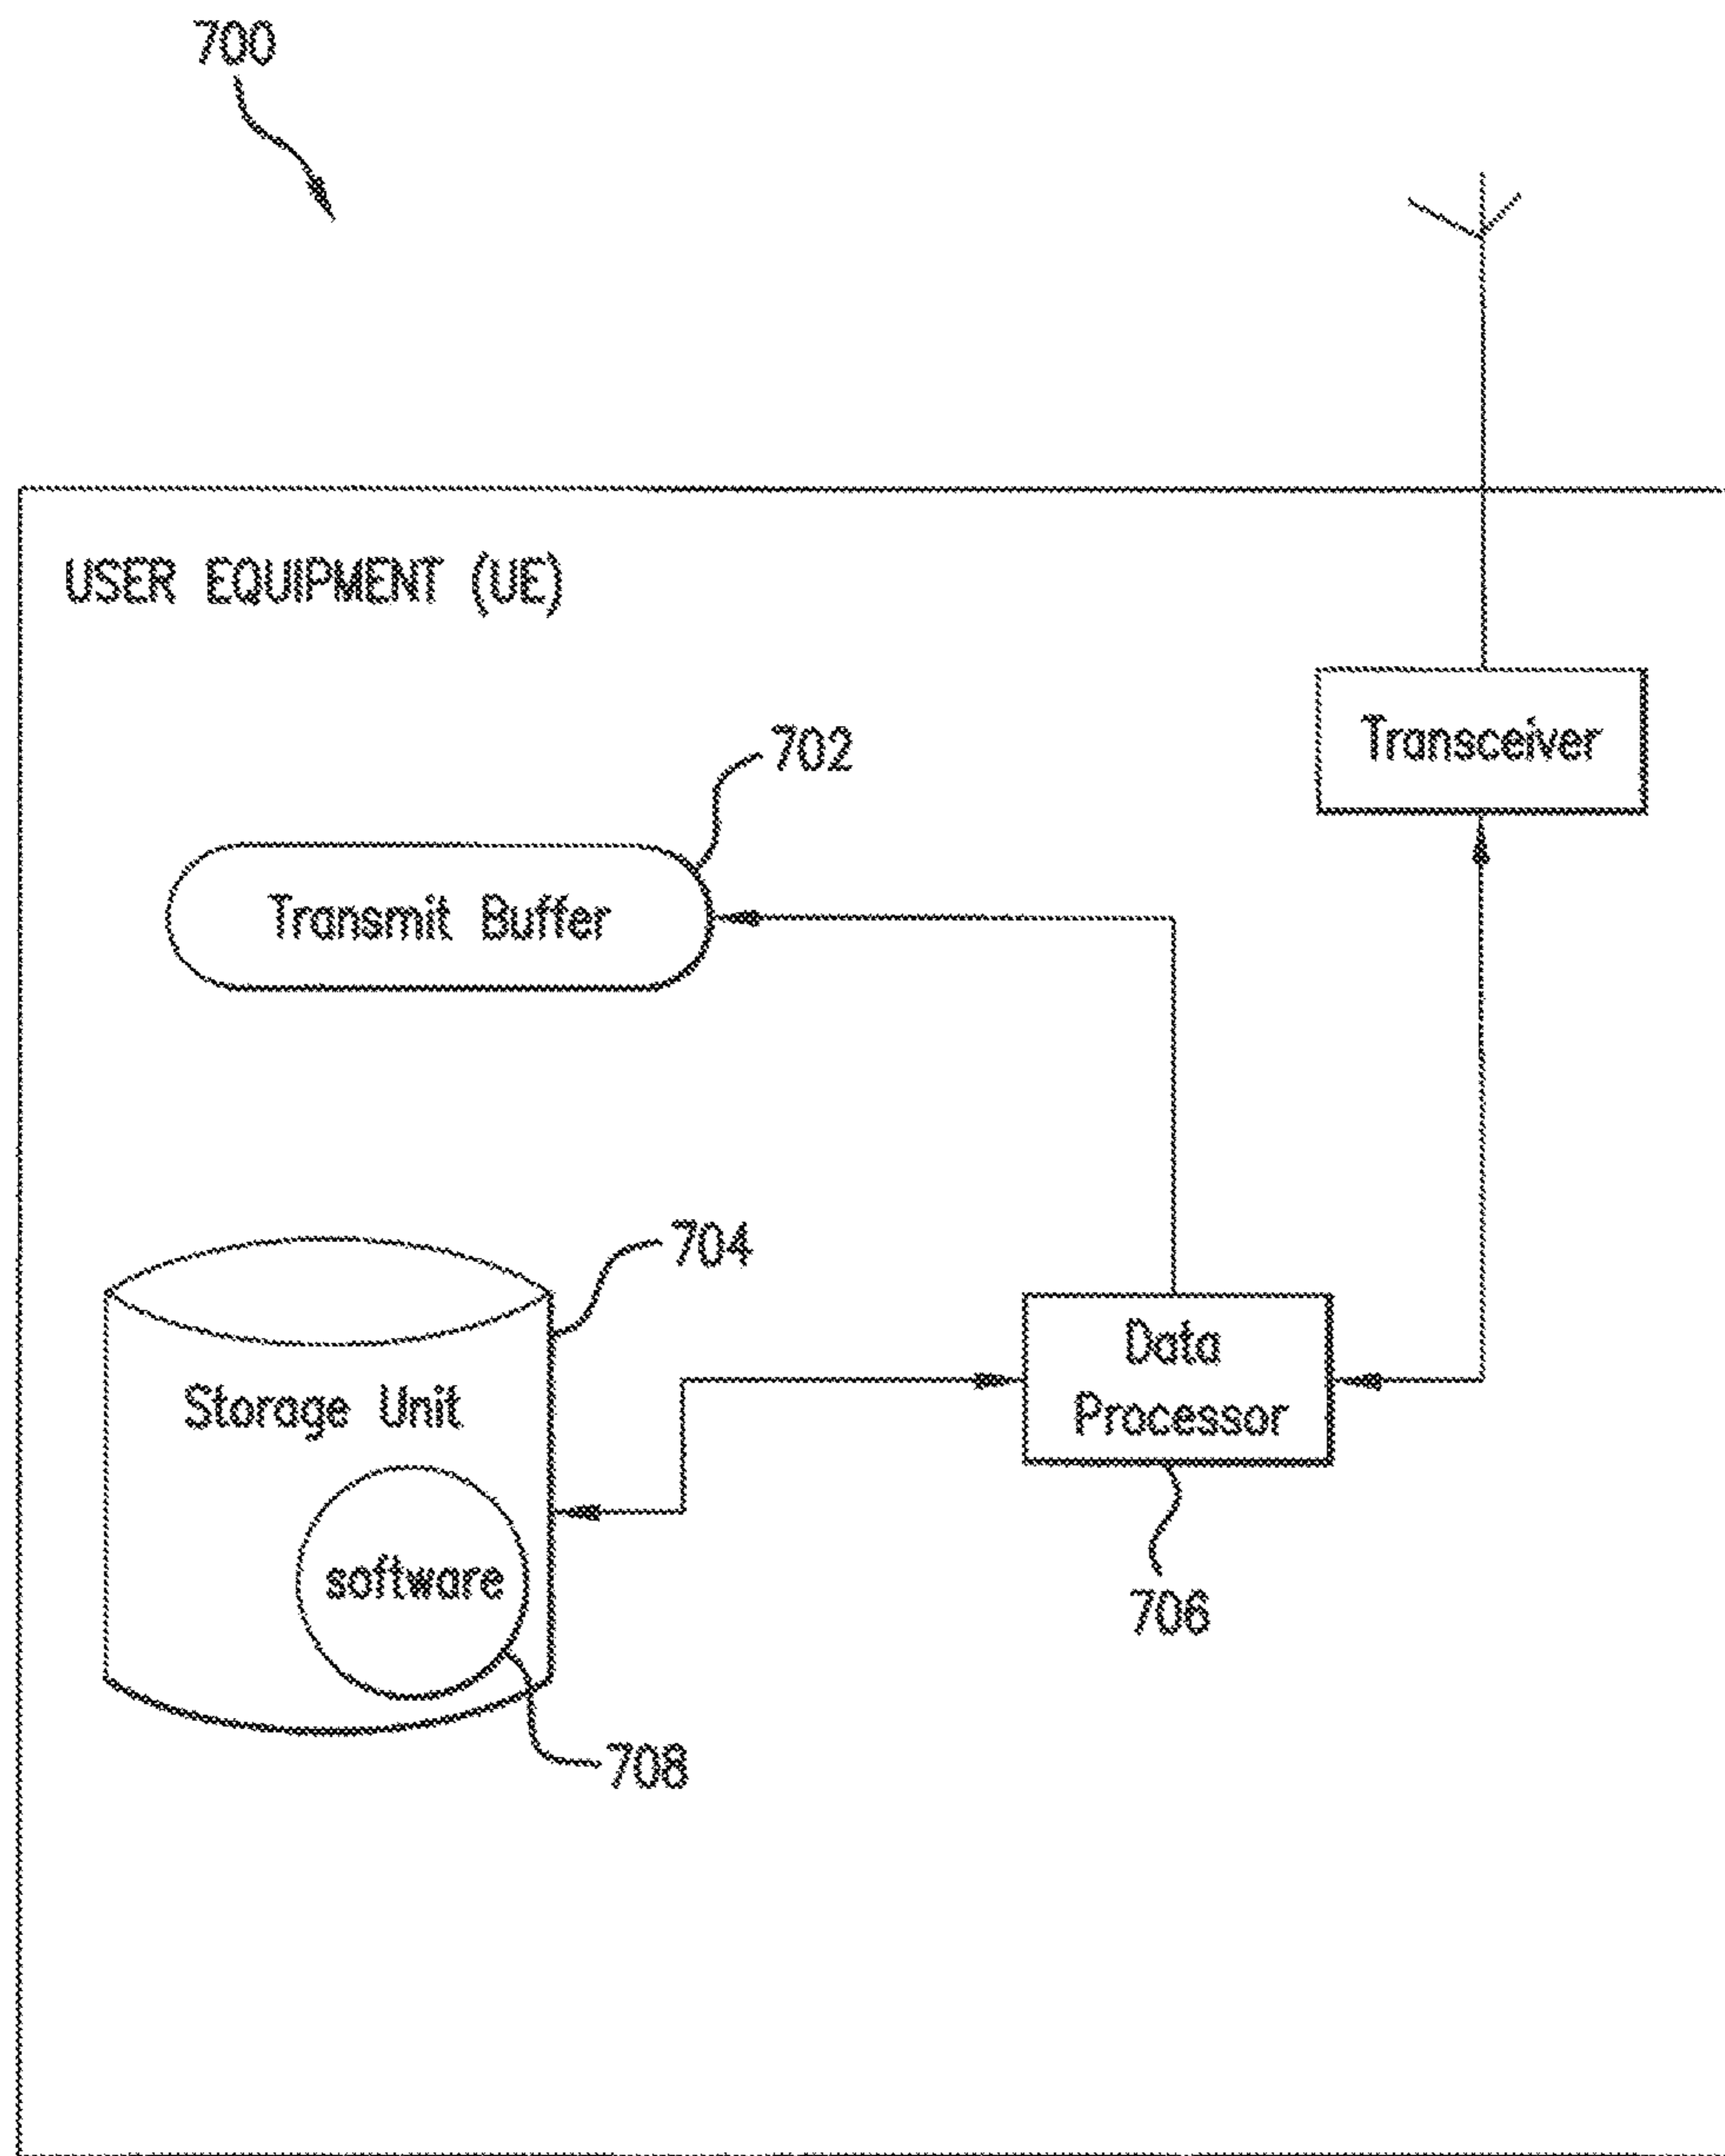 700
USER EQUIPMENT (UE)
Transceiver
702
Transmit Buffer
704
Storage Unit
Data
Processor
software
706
708